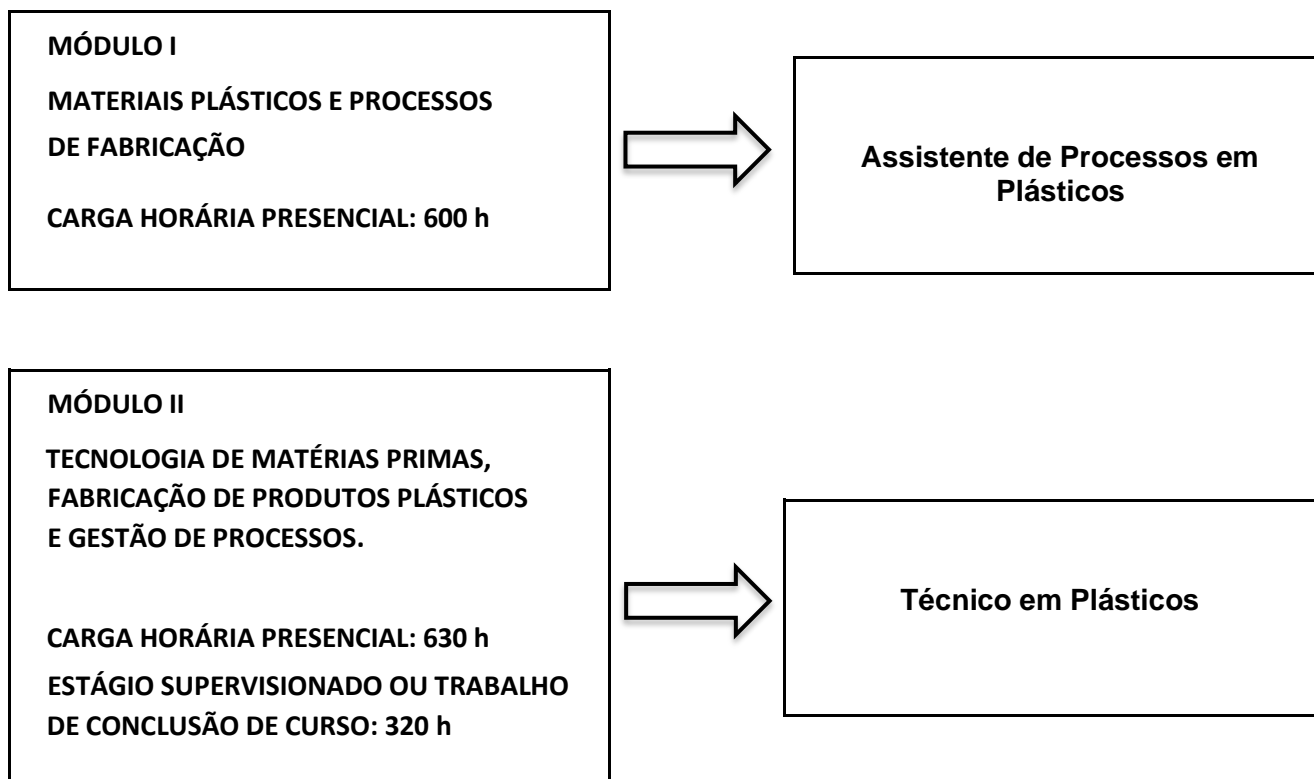 MÓDULO I
MATERIAIS PLÁSTICOS E PROCESSOS
DE FABRICAÇÃO
CARGA HORÁRIA PRESENCIAL: 600 h
Assistente de Processos em
Plásticos
MÓDULO II
TECNOLOGIA DE MATÉRIAS PRIMAS,
FABRICAÇÃO DE PRODUTOS PLÁSTICOS
E GESTÃO DE PROCESSOS.
CARGA HORÁRIA PRESENCIAL: 630 h
ESTÁGIO SUPERVISIONADO OU TRABALHO
DE CONCLUSÃO DE CURSO: 320 h
Técnico em Plásticos